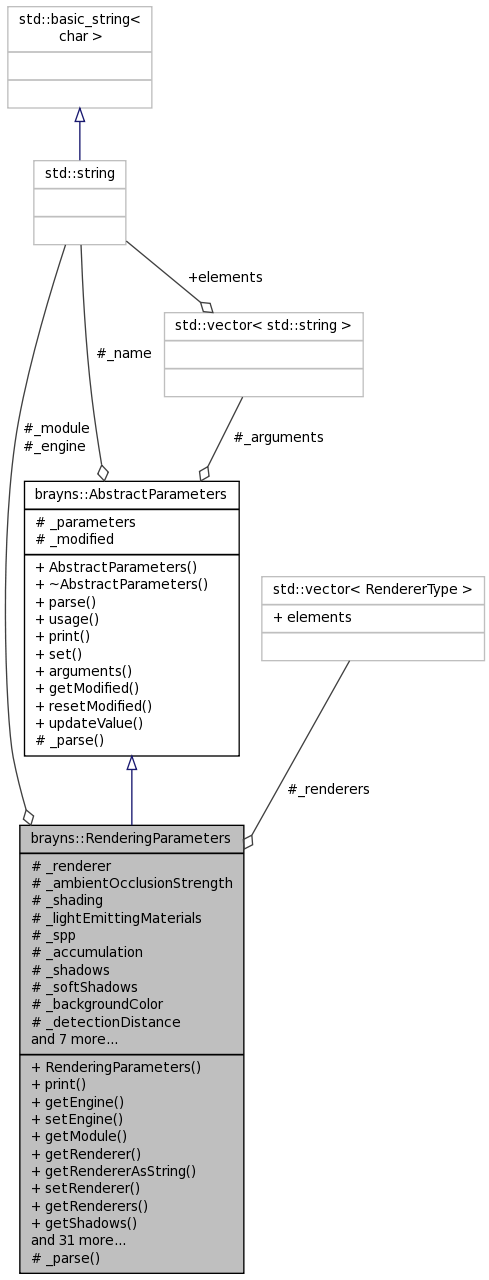 std::basic_string<
char >
std::string
+elements
std::vector< std::string >
#_name
#_module
#_engine
#_arguments
brayns::AbstractParameters
# _parameters
# _modified
+ AbstractParameters()
+ ~AbstractParameters()
+ parse()
+ usage()
+ print()
+ set()
+ arguments()
+ getModified()
+ resetModified()
+ updateValue()
# _parse()
std::vector< RendererType >
+ elements
#_renderers
brayns::RenderingParameters
# _renderer
# _ambientOcclusionStrength
# _shading
# _lightEmittingMaterials
# _spp
# _accumulation
# _shadows
# _softShadows
# _backgroundColor
# _detectionDistance
and 7 more...
+ RenderingParameters()
+ print()
+ getEngine()
+ setEngine()
+ getModule()
+ getRenderer()
+ getRendererAsString()
+ setRenderer()
+ getRenderers()
+ getShadows()
and 31 more...
# _parse()